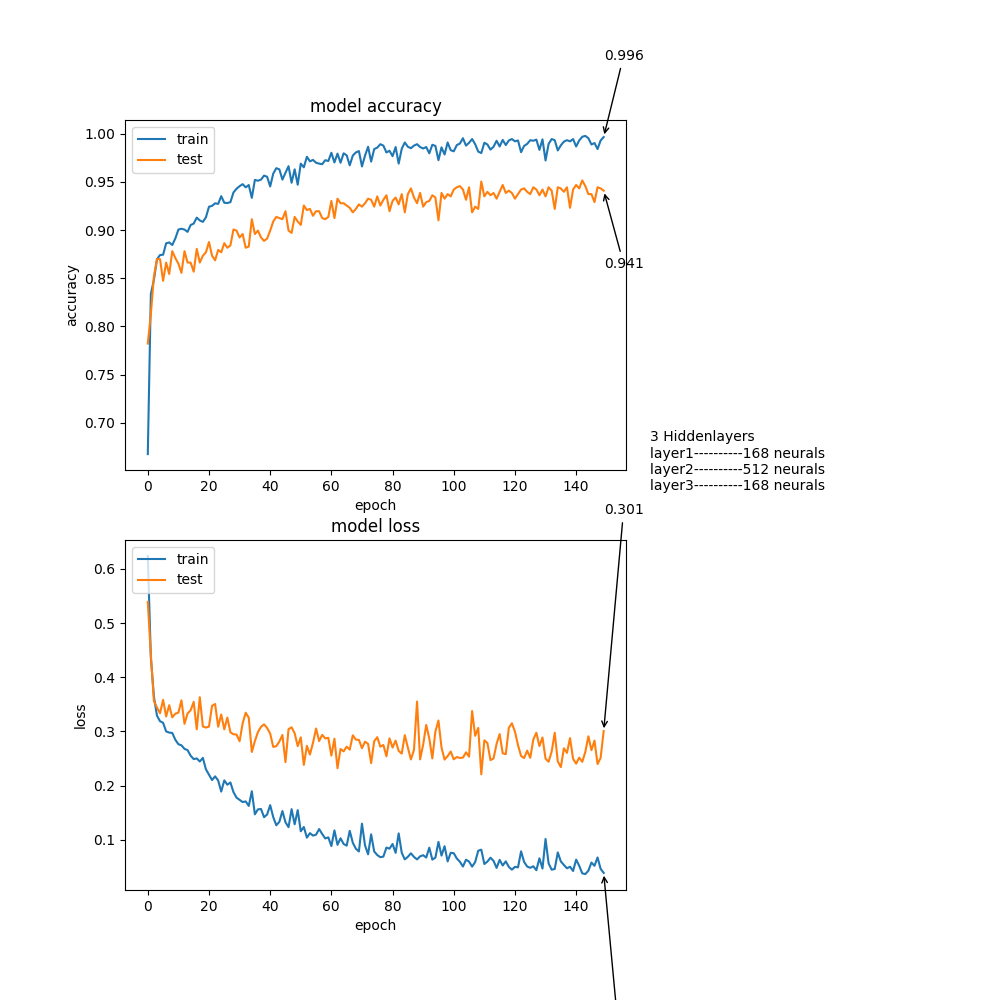 0.996
model accuracy
train
test
1.00
0.95
0.90
0.85
0.80
0.75
0.70
accuracy
0.941
0 20 40 60 80 100 120 140
epoch
3 Hiddenlayers
layer1----------168 neurals
layer2----------512 neurals
layer3----------168 neurals
0.301
model loss
train
test
0.6
0.5
0.4
0.3
0.2
0.1
loss
0 20 40 60 80 100 120 140
epoch